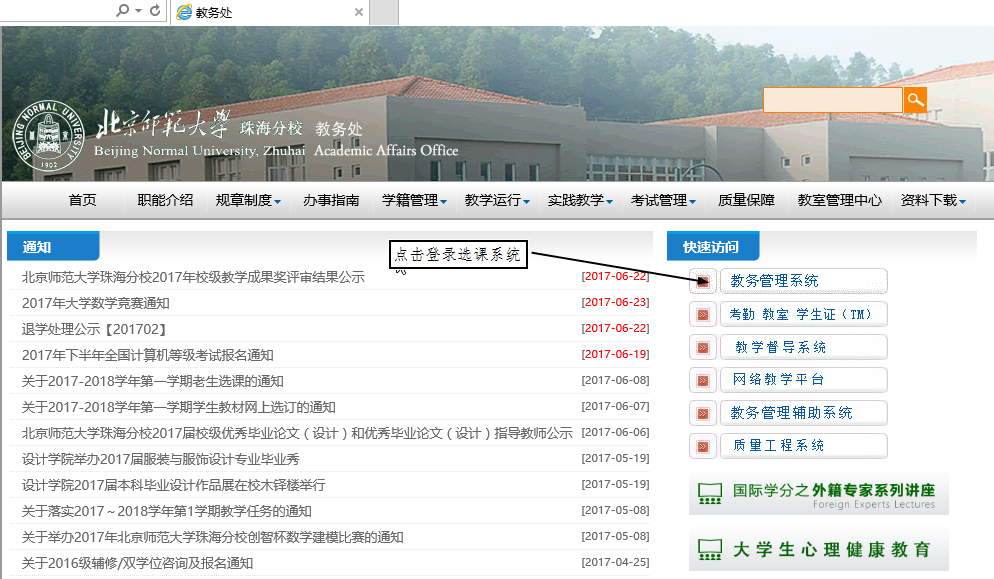 教务处
北京师范大学 珠海分校 教务处
Beijing Normal University, Zhuhai Academic Affairs Office
BEIJING NORMAL UNIVERSITY
1902
首页 职能介绍 规章制度 办事指南 学籍管理 教学运行 实践教学 考试管理 质量保障 教室管理中心 资料下载
通知
点击登录选课系统
北京师范大学珠海分校2017年校级教学成果奖评审结果公示 [2017-06-22]
2017年大学数学竞赛通知 [2017-06-23]
退学处理公示【201702】 [2017-06-22]
2017年下半年全国计算机等级考试报名通知 [2017-06-19]
关于2017-2018学年第一学期老生选课的通知 [2017-06-08]
关于2017-2018学年第一学期学生教材网上选订的通知 [2017-06-07]
北京师范大学珠海分校2017届校级优秀毕业论文（设计）和优秀毕业论文（设计）指导教师公示 [2017-06-06]
设计学院举办2017届服装与服饰设计专业毕业秀 [2017-05-19]
设计学院2017届本科毕业设计作品展在校木铎楼举行 [2017-05-19]
关于落实2017～2018学年第1学期教学任务的通知 [2017-05-08]
关于举办2017年北京师范大学珠海分校创智杯数学建模比赛的通知 [2017-05-08]
关于2016级辅修/双学位咨询及报名通知 [2017-04-25]
快速访问
教务管理系统
考勤 教室 学生证（TM）
教学督导系统
网络教学平台
教务管理辅助系统
质量工程系统
国际学分之外籍专家系列讲座
Foreign Experts Lectures
大学生心理健康教育